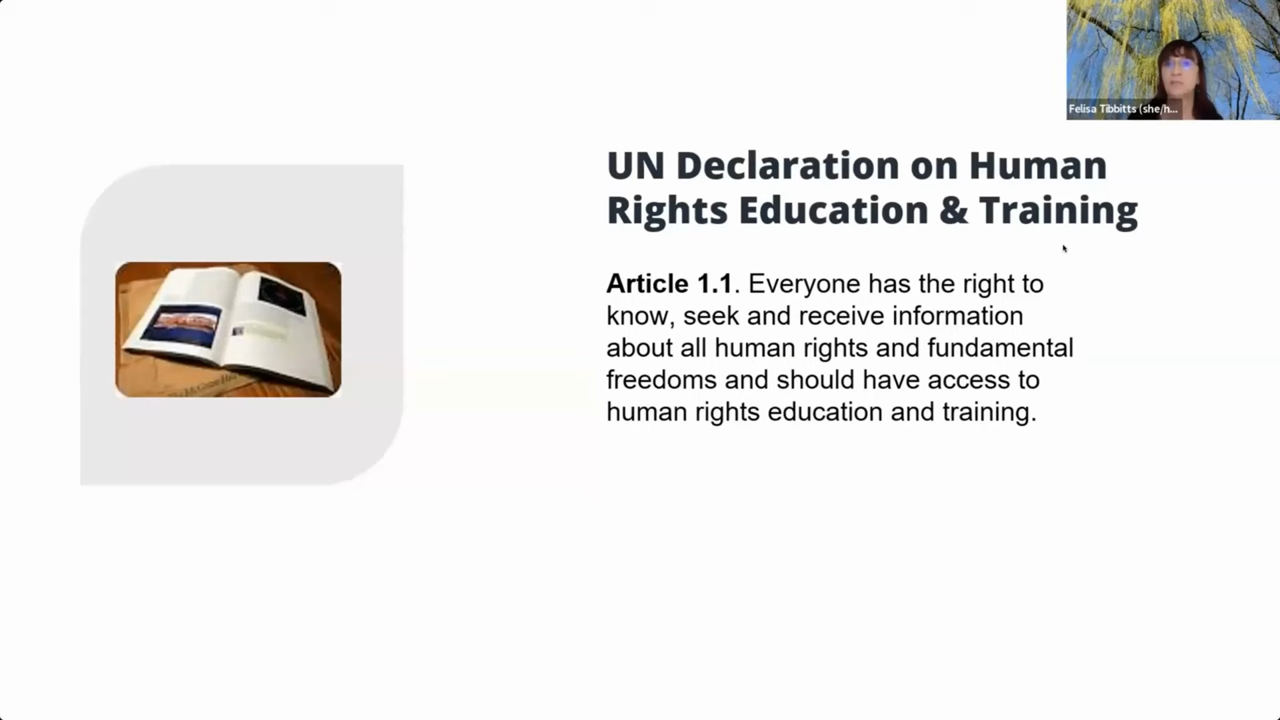 Felisa Tibbitts (she/h...
UN Declaration on Human
Rights Education & Training
Article 1.1. Everyone has the right to
know, seek and receive information
about all human rights and fundamental
freedoms and should have access to
human rights education and training.